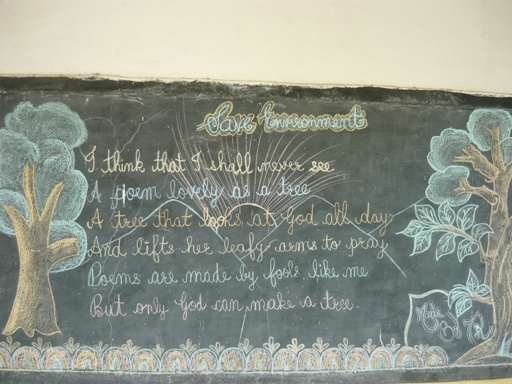 Save Environment
I think that I shall never see
A poem lovely as a tree
A tree that looks at God all day
And lifts her leafy arms to pray
Poems are made by fools like me
But only God can make a tree.
Made By